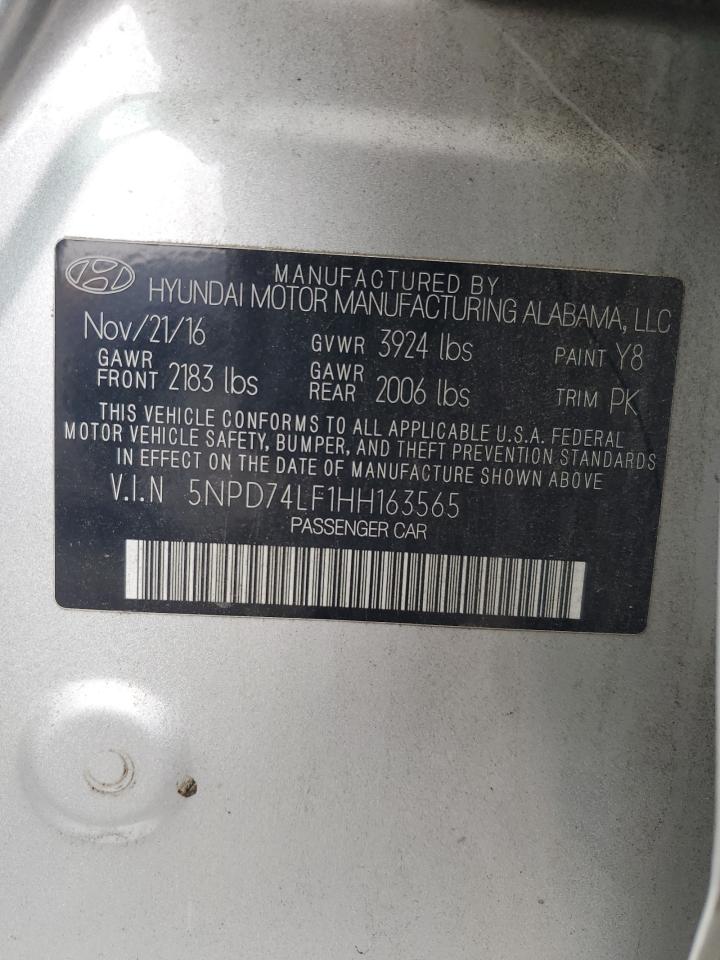 MANUFACTURED BY
HYUNDAI MOTOR MANUFACTURING ALABAMA, LLC
Nov/21/16 GVWR 3924 lbs PAINT Y8
GAWR FRONT 2183 lbs GAWR REAR 2006 lbs TRIM PK
THIS VEHICLE CONFORMS TO ALL APPLICABLE U.S.A. FEDERAL
MOTOR VEHICLE SAFETY, BUMPER, AND THEFT PREVENTION STANDARDS
IN EFFECT ON THE DATE OF MANUFACTURE SHOWN ABOVE
V.I.N 5NPD74LF1HH163565
PASSENGER CAR